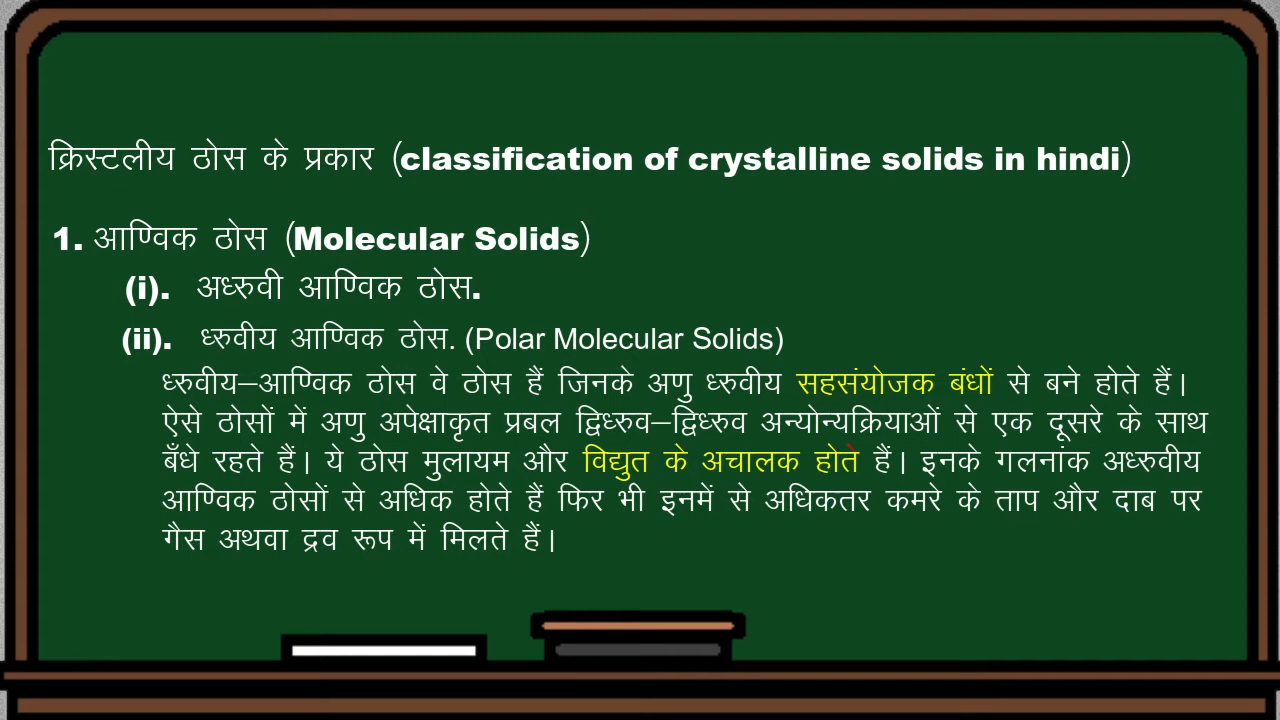 क्रिस्टलीय ठोस के प्रकार (classification of crystalline solids in hindi)
1. आण्विक ठोस (Molecular Solids)
(i). अध्रुवी आण्विक ठोस.
(ii). ध्रुवीय आण्विक ठोस. (Polar Molecular Solids)
ध्रुवीय–आण्विक ठोस वे ठोस हैं जिनके अणु ध्रुवीय सहसंयोजक बंधों से बने होते हैं।
ऐसे ठोसों में अणु अपेक्षाकृत प्रबल द्विध्रुव–द्विध्रुव अन्योन्यक्रियाओं से एक दूसरे के साथ
बँधे रहते हैं। ये ठोस मुलायम और विद्युत के अचालक होते हैं। इनके गलनांक अध्रुवीय
आण्विक ठोसों से अधिक होते हैं फिर भी इनमें से अधिकतर कमरे के ताप और दाब पर
गैस अथवा द्रव रूप में मिलते हैं।